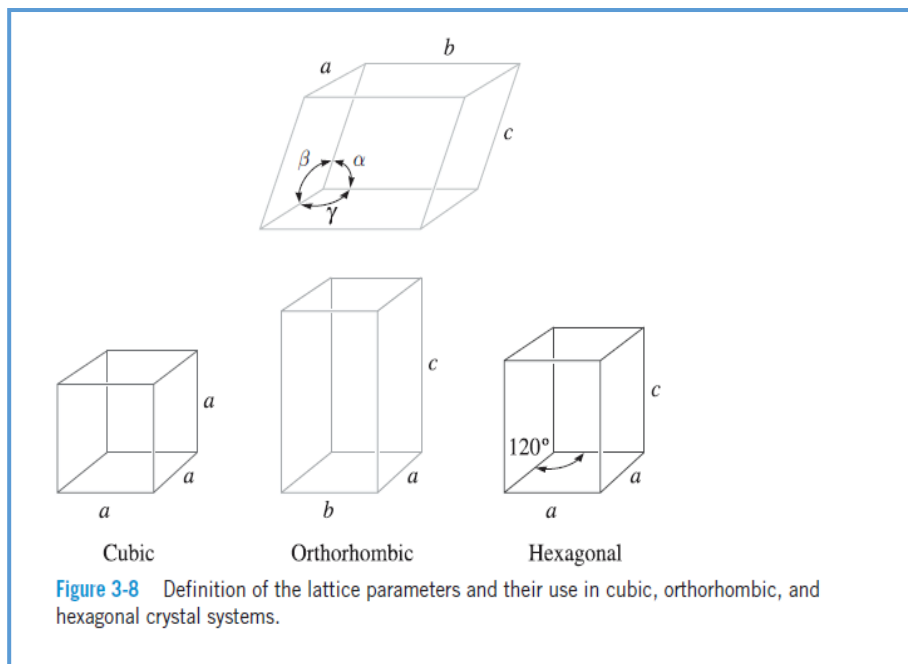 b
a
c
β
α
γ
c
a
c
120°
a
a
a
a
b
a
Cubic
Orthorhombic
Hexagonal
Figure 3-8 Definition of the lattice parameters and their use in cubic, orthorhombic, and
hexagonal crystal systems.